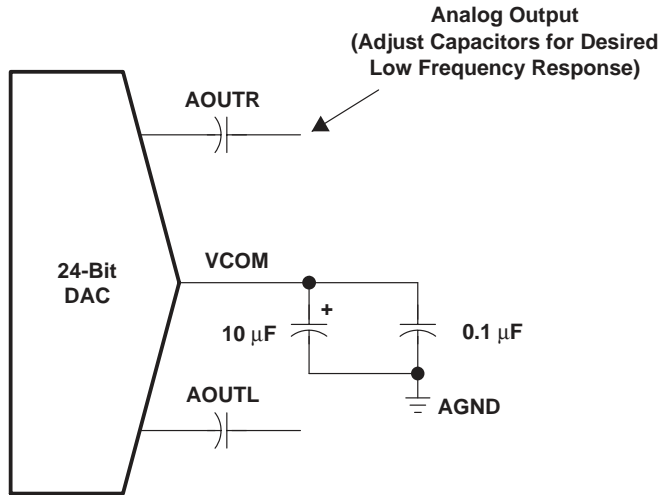 Analog Output
(Adjust Capacitors for Desired
Low Frequency Response)
AOUTR
24-Bit
DAC
VCOM
+
10 μF
0.1 μF
AOUTL
AGND